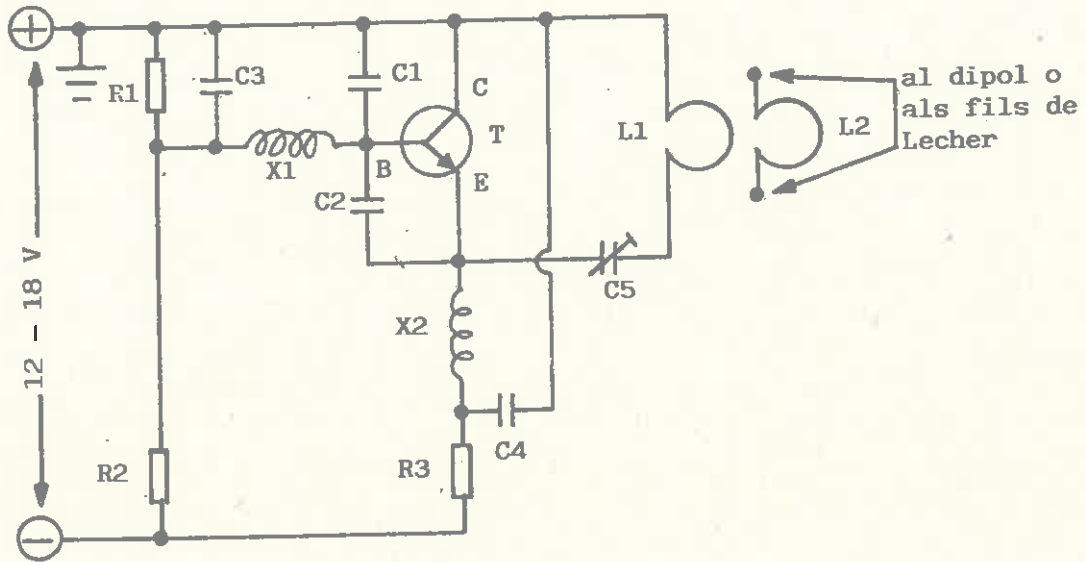 +
R1
C3
C1
C
T
X1
B
E
C2
L1
L2
al dipol o
als fils de
Lecher
C5
12 - 18 V
X2
C4
R2
R3
−